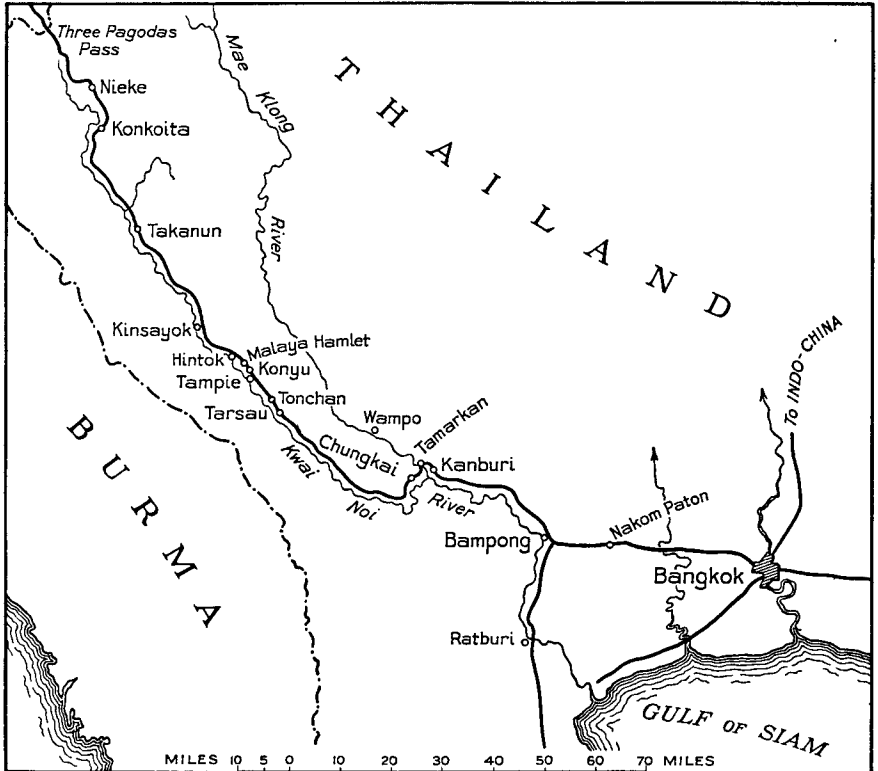 Three Pagodas
Pass
Mae
Klong
River
THAILAND
Nieke
Konkoita
Takanun
Kinsayok
Hintok
Malaya Hamlet
Konyu
Tampie
Tonchan
Tarsau
Wampo
Tamarkan
Chungkai
Kanburi
Kwai
Noi
River
To INDO-CHINA
Bampong
Nakom Paton
Bangkok
Ratburi
BURMA
GULF OF SIAM
MILES 10 5 0 10 20 30 40 50 60 70 MILES